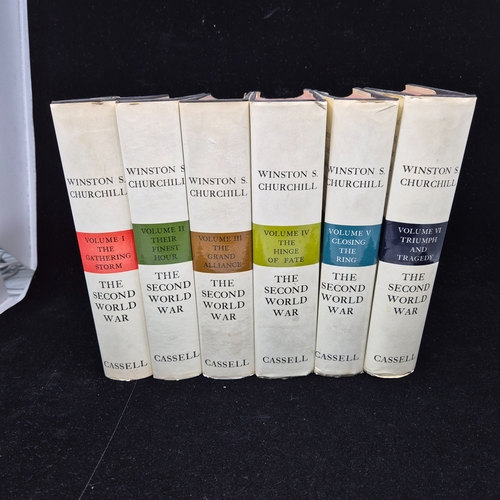 WINSTON S.
CHURCHILL
VOLUME I
THE
GATHERING
STORM
THE
SECOND
WORLD
WAR
CASSELL
WINSTON S.
CHURCHILL
VOLUME II
THEIR
FINEST
HOUR
THE
SECOND
WORLD
WAR
CASSELL
WINSTON S.
CHURCHILL
VOLUME III
THE
GRAND
ALLIANCE
THE
SECOND
WORLD
WAR
CASSELL
WINSTON S.
CHURCHILL
VOLUME IV
THE
HINGE
OF FATE
THE
SECOND
WORLD
WAR
CASSELL
WINSTON S.
CHURCHILL
VOLUME V
CLOSING
THE
RING
THE
SECOND
WORLD
WAR
CASSELL
WINSTON S.
CHURCHILL
VOLUME VI
TRIUMPH
AND
TRAGEDY
THE
SECOND
WORLD
WAR
CASSELL